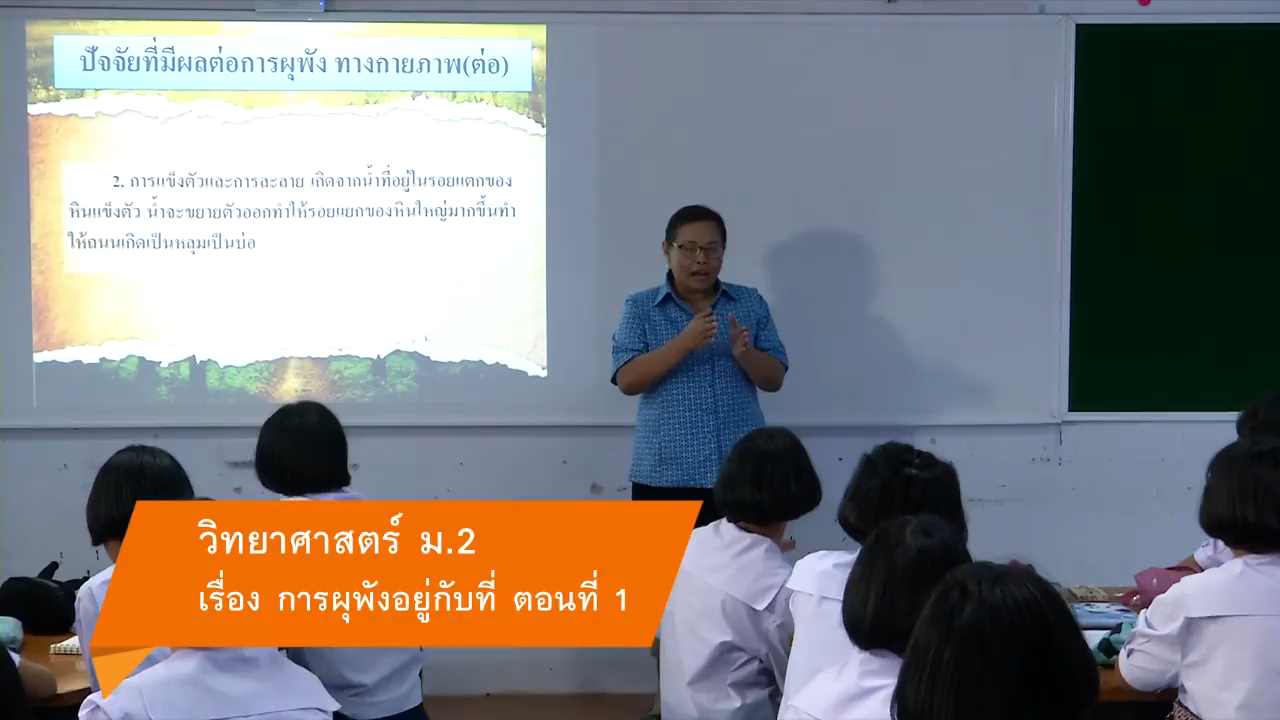 ปัจจัยที่มีผลต่อการผุพัง ทางกายภาพ(ต่อ)
2. การแข็งตัวและการละลาย เกิดจากน้ำที่อยู่ในรอยแตกของ
หินแข็งตัว น้ำจะขยายตัวออกทำให้รอยแยกของหินใหญ่มากขึ้นทำ
ให้ถนนเกิดเป็นหลุมเป็นบ่อ
วิทยาศาสตร์ ม.2
เรื่อง การผุพังอยู่กับที่ ตอนที่ 1